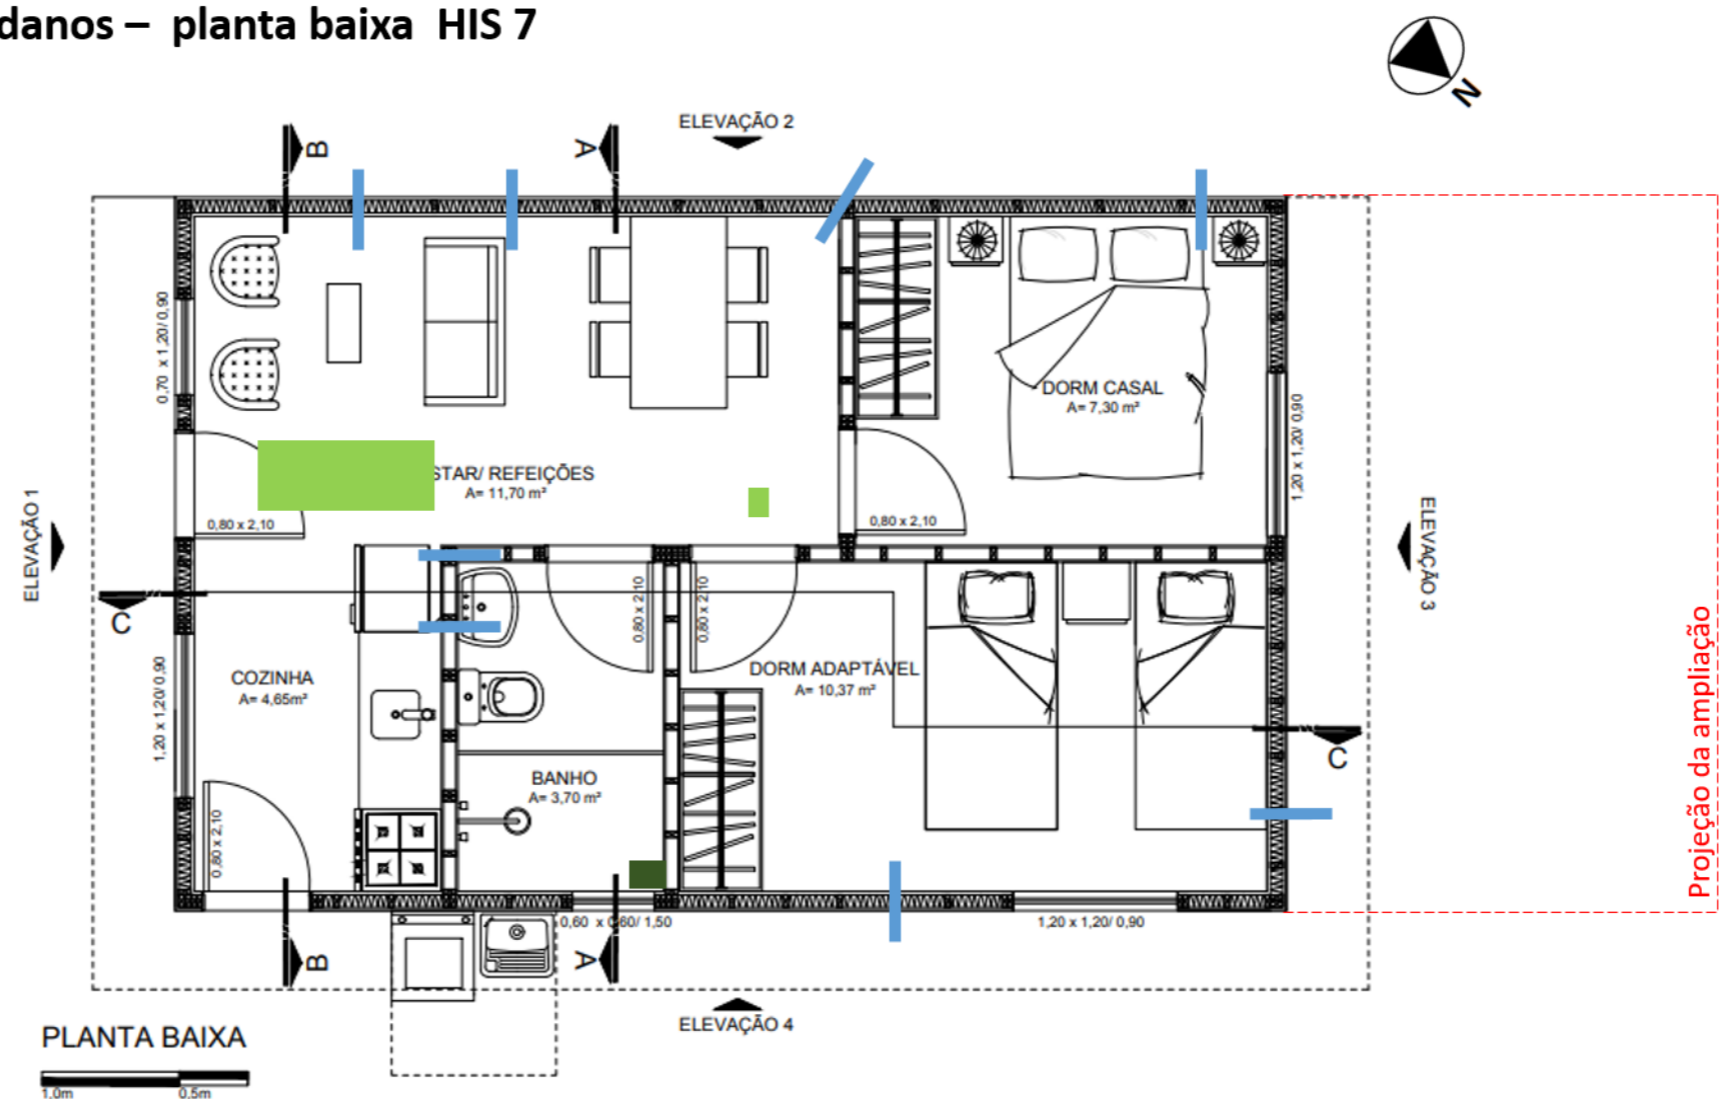 danos – planta baixa HIS 7
N
ELEVAÇÃO 2
B
A
0,70 x 1,20/ 0,90
DORM CASAL
A= 7,30 m²
1,20 x 1,20/ 0,90
STAR/ REFEIÇÕES
A= 11,70 m²
0,80 x 2,10
0,80 x 2,10
ELEVAÇÃO 1
ELEVAÇÃO 3
0,80 x 2,10
0,80 x 2,10
C
COZINHA
A= 4,65m²
DORM ADAPTÁVEL
A= 10,37 m²
1,20 x 1,20/ 0,90
C
BANHO
A= 3,70 m²
0,80 x 2,10
Projeção da ampliação
0,60 x 0,60/ 1,50
1,20 x 1,20/ 0,90
B
A
ELEVAÇÃO 4
PLANTA BAIXA
1.0m 0.5m